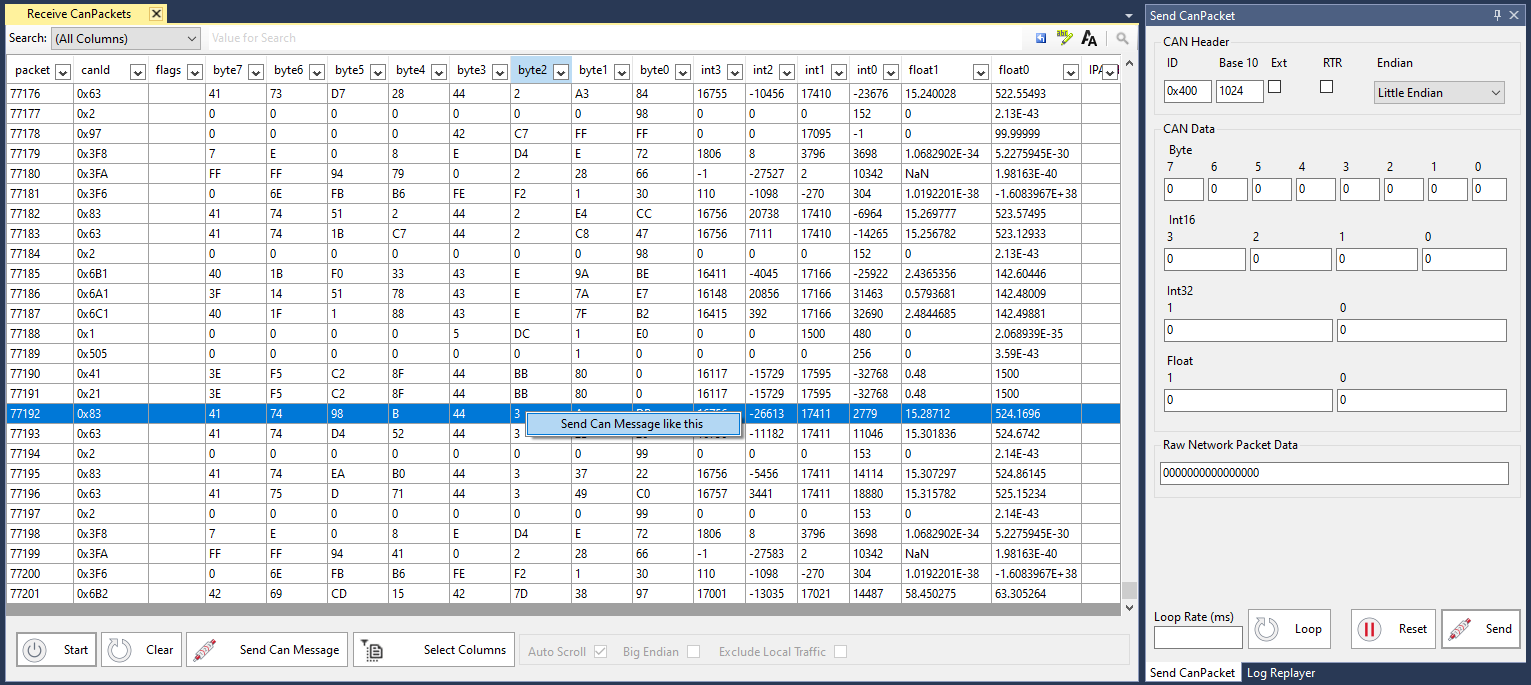 Receive CanPackets
Search: (All Columns) Value for Search
packet canId flags byte7 byte6 byte5 byte4 byte3 byte2 byte1 byte0 int3 int2 int1 int0 float1 float0
77176 0x63 41 73 D7 28 44 2 A3 84 16755 -10456 17410 -23676 15.240028 522.55493
77177 0x2 0 0 0 0 0 0 0 98 0 0 0 152 0 2.13E-43
77178 0x97 0 0 0 0 42 C7 FF FF 0 0 17095 -1 0 99.99999
77179 0x3F8 7 E 0 8 E D4 E 72 1806 8 3796 3698 1.0682902E-34 5.2275945E-30
77180 0x3FA FF FF 94 79 0 2 28 66 -1 -27527 2 10342 NaN 1.98163E-40
77181 0x3F6 0 6E FB B6 FE F2 1 30 110 -1098 -270 304 1.0192201E-38 -1.6083967E+38
77182 0x83 41 74 51 2 44 2 E4 CC 16756 20738 17410 -6964 15.269777 523.57495
77183 0x63 41 74 1B C7 44 2 C8 47 16756 7111 17410 -14265 15.256782 523.12933
77184 0x2 0 0 0 0 0 0 0 98 0 0 0 152 0 2.13E-43
77185 0x6B1 40 1B F0 33 43 E 9A BE 16411 -4045 17166 -25922 2.4365356 142.60446
77186 0x6A1 3F 14 51 78 43 E 7A E7 16148 20856 17166 31463 0.5793681 142.48009
77187 0x6C1 40 1F 1 88 43 E 7F B2 16415 392 17166 32690 2.4844685 142.49881
77188 0x1 0 0 0 0 5 DC 1 E0 0 0 1500 480 0 2.068939E-35
77189 0x505 0 0 0 0 0 0 1 0 0 0 0 256 0 3.59E-43
77190 0x41 3E F5 C2 8F 44 BB 80 0 16117 -15729 17595 -32768 0.48 1500
77191 0x21 3E F5 C2 8F 44 BB 80 0 16117 -15729 17595 -32768 0.48 1500
77192 0x83 41 74 98 B 44 3 -26613 17411 2779 15.28712 524.1696
Send Can Message like this
77193 0x63 41 74 D4 52 44 3 -11182 17411 11046 15.301836 524.6742
77194 0x2 0 0 0 0 0 0 0 99 0 0 0 153 0 2.14E-43
77195 0x83 41 74 EA B0 44 3 37 22 16756 -5456 17411 14114 15.307297 524.86145
77196 0x63 41 75 D 71 44 3 49 C0 16757 3441 17411 18880 15.315782 525.15234
77197 0x2 0 0 0 0 0 0 0 99 0 0 0 153 0 2.14E-43
77198 0x3F8 7 E 0 8 E D4 E 72 1806 8 3796 3698 1.0682902E-34 5.2275945E-30
77199 0x3FA FF FF 94 41 0 2 28 66 -1 -27583 2 10342 NaN 1.98163E-40
77200 0x3F6 0 6E FB B6 FE F2 1 30 110 -1098 -270 304 1.0192201E-38 -1.6083967E+38
77201 0x6B2 42 69 CD 15 42 7D 38 97 17001 -13035 17021 14487 58.450275 63.305264
Start Clear Send Can Message Select Columns Auto Scroll Big Endian Exclude Local Traffic
Send CanPacket
CAN Header
ID Base 10 Ext RTR Endian
0x400 1024 Little Endian
CAN Data
Byte
7 6 5 4 3 2 1 0
0 0 0 0 0 0 0 0
Int16
3 2 1 0
0 0 0 0
Int32
1 0
0 0
Float
1 0
0 0
Raw Network Packet Data
0000000000000000
Loop Rate (ms)
Loop Reset Send
Send CanPacket Log Replayer